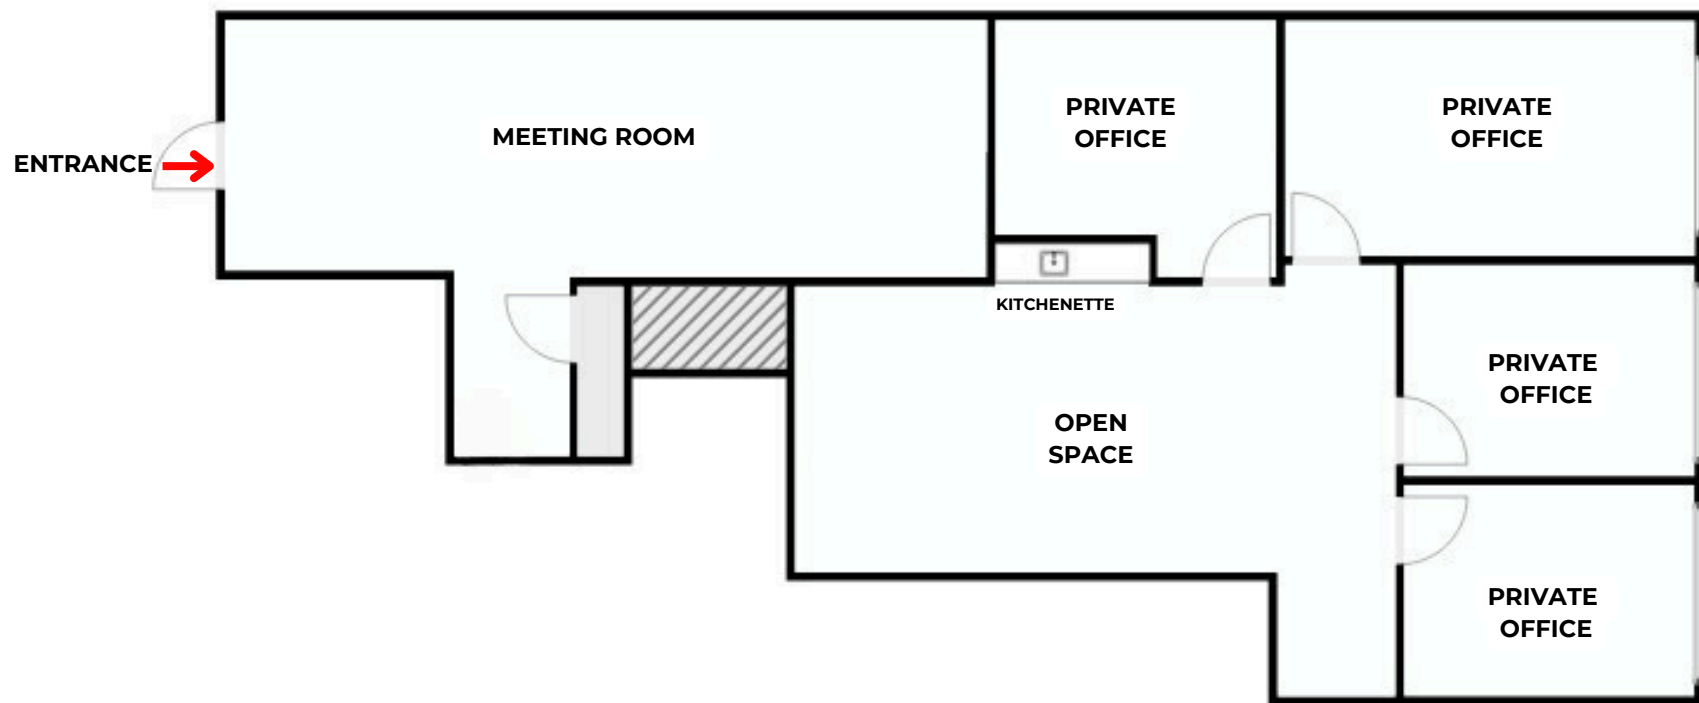 PRIVATE
OFFICE
PRIVATE
OFFICE
MEETING ROOM
ENTRANCE
KITCHENETTE
PRIVATE
OFFICE
OPEN
SPACE
PRIVATE
OFFICE